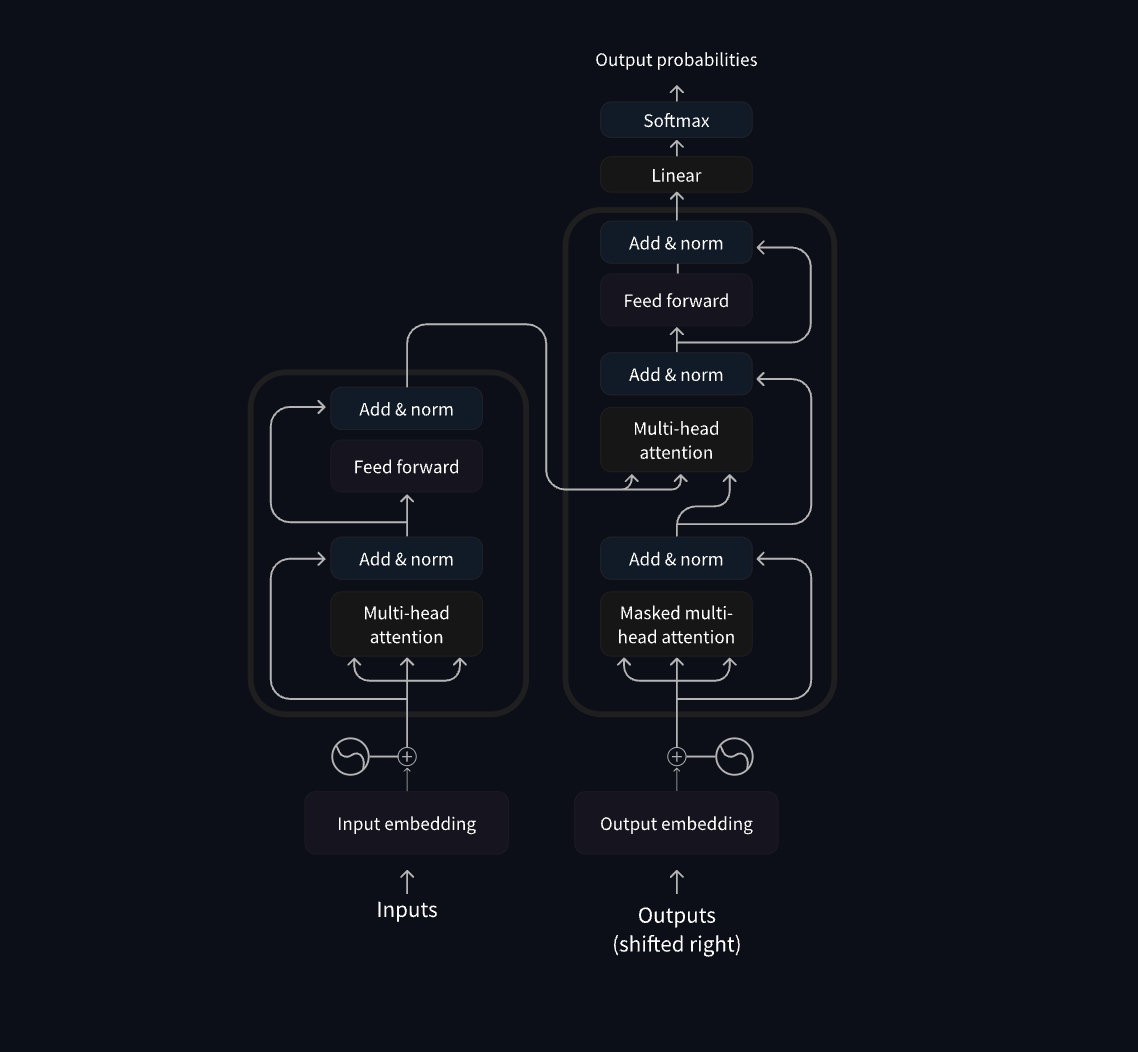 Output probabilities
Softmax
Linear
Add & norm
Feed forward
Add & norm
Multi-head
attention
Add & norm
Masked multi-
head attention
Output embedding
Outputs
(shifted right)
Add & norm
Feed forward
Add & norm
Multi-head
attention
Input embedding
Inputs